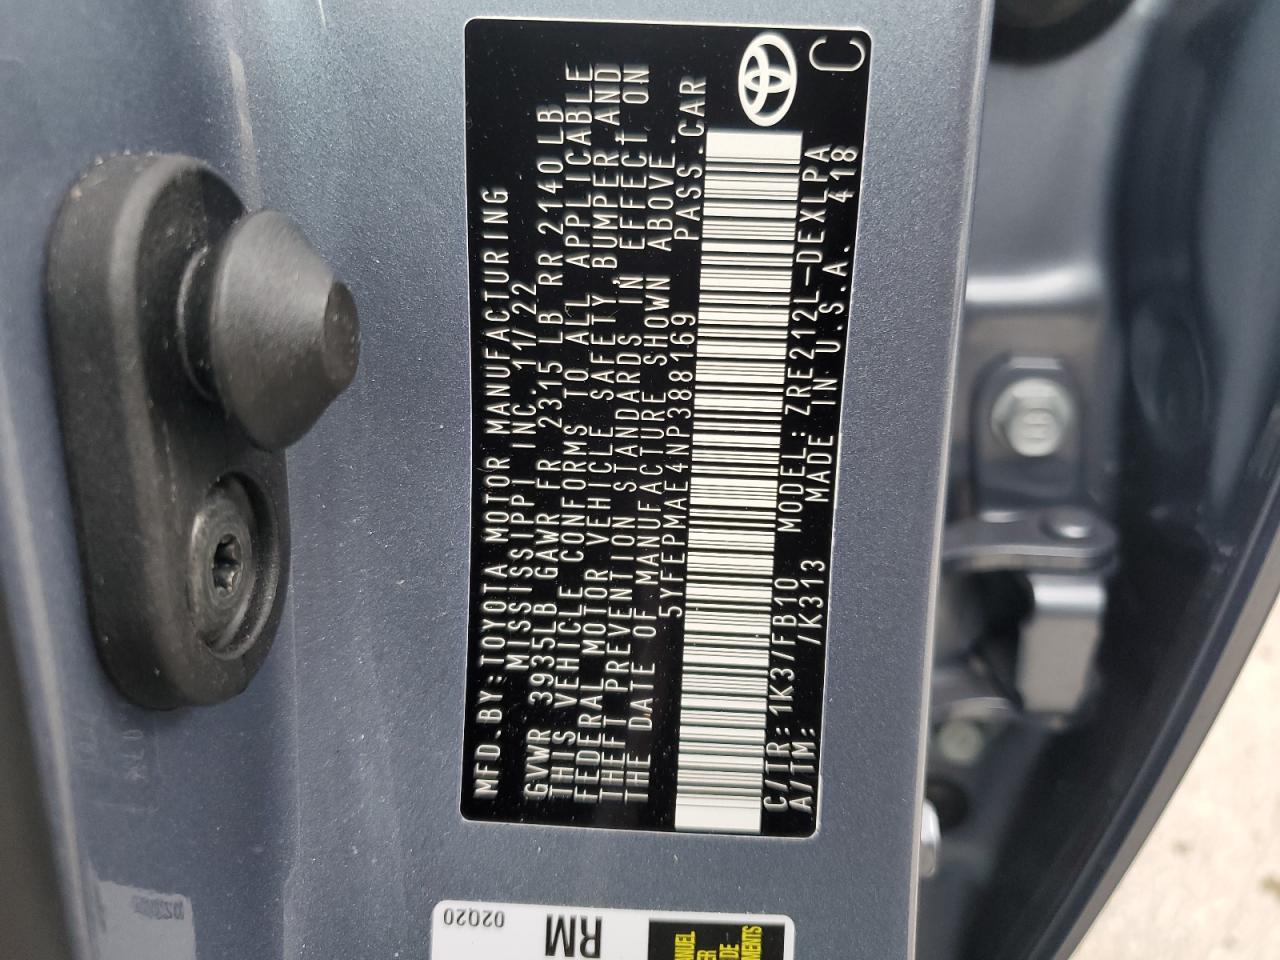 MFD.BY:TOYOTA MOTOR MANUFACTURING
MISSISSIPPI INC. 11/22
GVWR 3935LB GAWR FR 2315 LB RR 2140 LB
THIS VEHICLE CONFORMS TO ALL APPLICABLE
FEDERAL MOTOR VEHICLE SAFETY, BUMPER AND
THEFT PREVENTION STANDARDS IN EFFECT ON
THE DATE OF MANUFACTURE SHOWN ABOVE.
5YFEPMAE4NP388169 PASS.CAR
C/TR:1K3/FB10 MODEL:ZRE212L-DEXLPA
A/TM: /K313 MADE IN U.S.A. 418
C
02Q20
RM